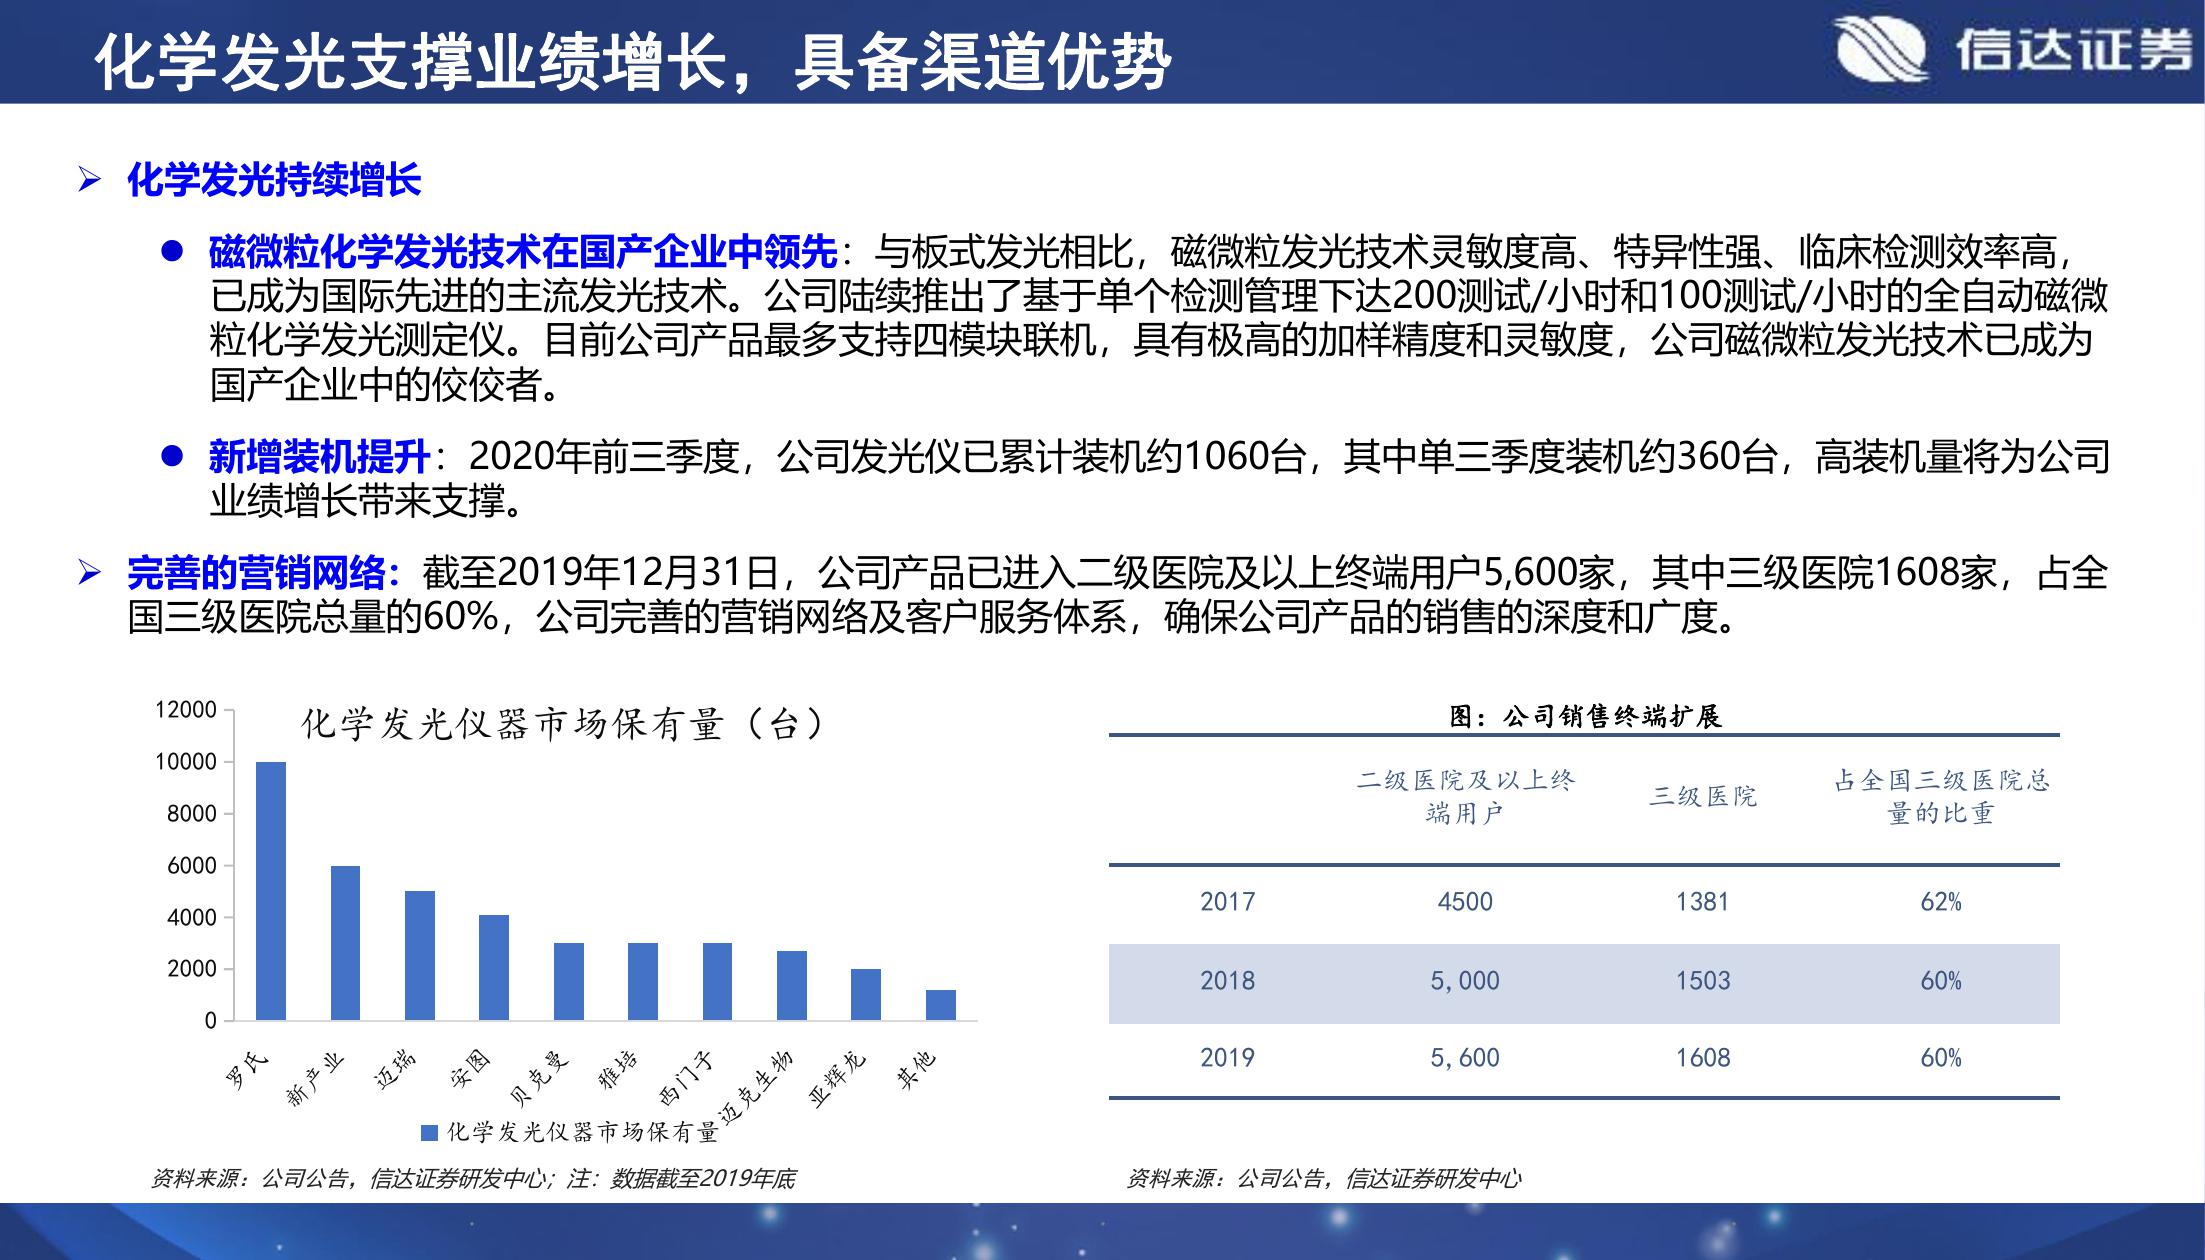 化学发光支撑业绩增长，具备渠道优势
信达证券
化学发光持续增长
磁微粒化学发光技术在国产企业中领先：与板式发光相比，磁微粒发光技术灵敏度高、特异性强、临床检测效率高，
已成为国际先进的主流发光技术。公司陆续推出了基于单个检测管理下达200测试/小时和100测试/小时的全自动磁微
粒化学发光测定仪。目前公司产品最多支持四模块联机，具有极高的加样精度和灵敏度，公司磁微粒发光技术已成为
国产企业中的佼佼者。
新增装机提升：2020年前三季度，公司发光仪已累计装机约1060台，其中单三季度装机约360台，高装机量将为公司
业绩增长带来支撑。
完善的营销网络：截至2019年12月31日，公司产品已进入二级医院及以上终端用户5,600家，其中三级医院1608家，占全
国三级医院总量的60%，公司完善的营销网络及客户服务体系，确保公司产品的销售的深度和广度。
化学发光仪器市场保有量（台）
12000
10000
8000
6000
4000
2000
0
罗氏
新产业
迈瑞
安图
贝克曼
雅培
西门子
迈克生物
亚辉龙
其他
化学发光仪器市场保有量
资料来源：公司公告，信达证券研发中心；注：数据截至2019年底
图：公司销售终端扩展
二级医院及以上终
端用户
三级医院
占全国三级医院总
量的比重
2017 4500 1381 62%
2018 5,000 1503 60%
2019 5,600 1608 60%
资料来源：公司公告，信达证券研发中心